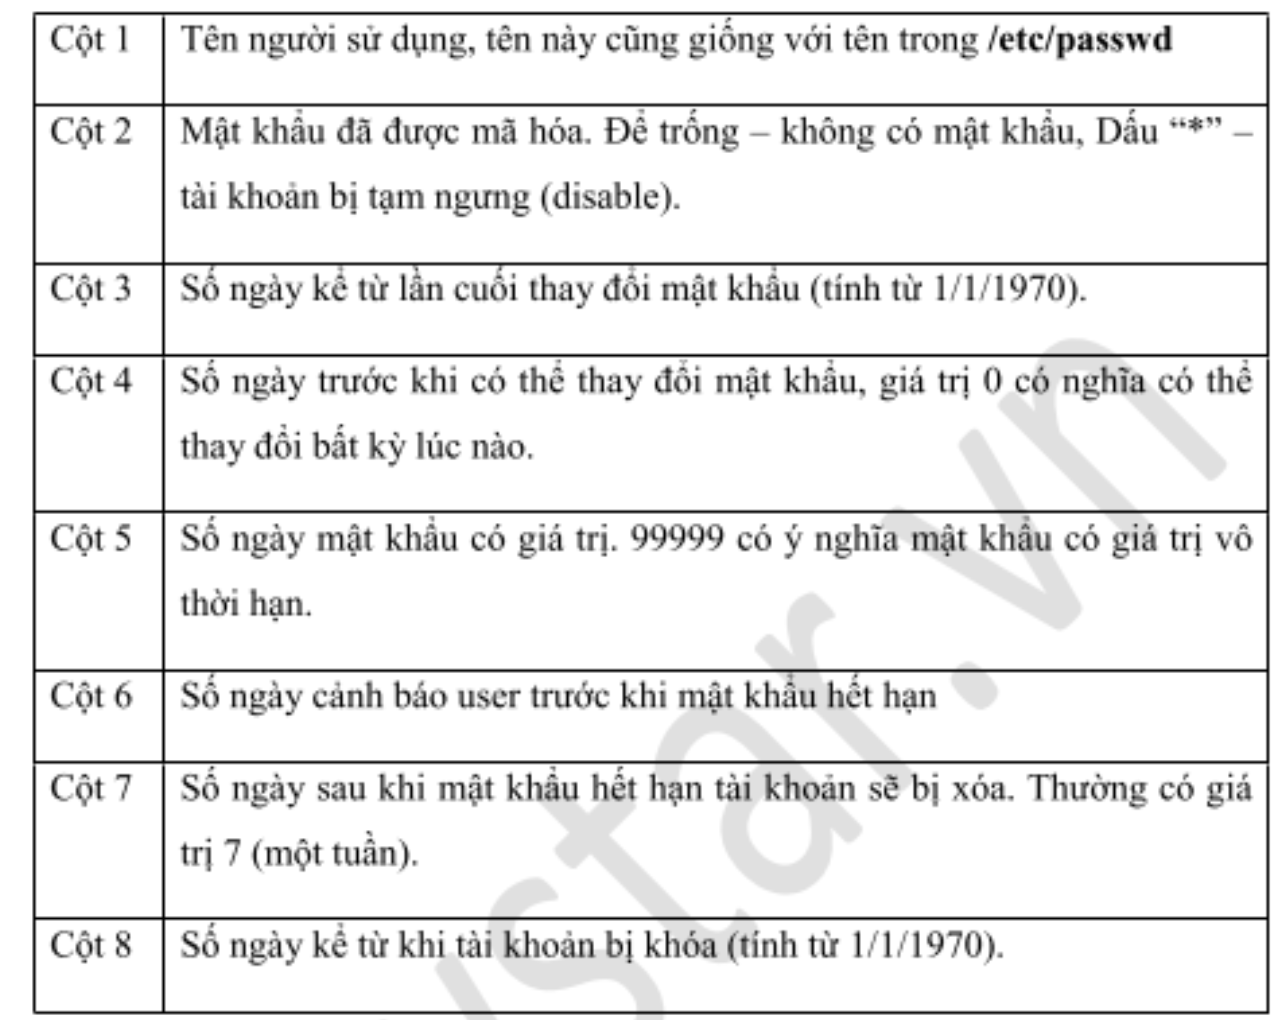 Cột 1 Tên người sử dụng, tên này cũng giống với tên trong /etc/passwd
Cột 2 Mật khẩu đã được mã hóa. Để trống – không có mật khẩu, Dấu “*” –
tài khoản bị tạm ngưng (disable).
Cột 3 Số ngày kể từ lần cuối thay đổi mật khẩu (tính từ 1/1/1970).
Cột 4 Số ngày trước khi có thể thay đổi mật khẩu, giá trị 0 có nghĩa có thể
thay đổi bất kỳ lúc nào.
Cột 5 Số ngày mật khẩu có giá trị. 99999 có ý nghĩa mật khẩu có giá trị vô
thời hạn.
Cột 6 Số ngày cảnh báo user trước khi mật khẩu hết hạn
Cột 7 Số ngày sau khi mật khẩu hết hạn tài khoản sẽ bị xóa. Thường có giá
trị 7 (một tuần).
Cột 8 Số ngày kể từ khi tài khoản bị khóa (tính từ 1/1/1970).
star.vn